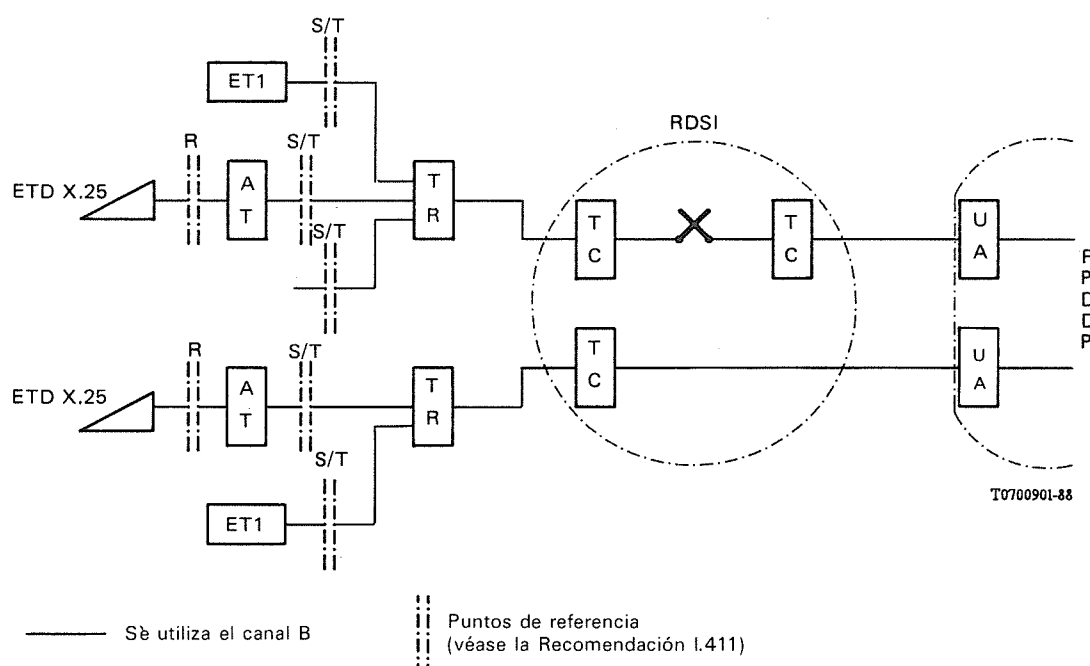 S/T
ET1
RDSI
R
S/T
ETD X.25
A
T
T
R
S/T
T
C
T
C
U
A
P
P
D
D
P
R
S/T
ETD X.25
A
T
T
R
T
C
U
A
S/T
ET1
T0700901-88
Se utiliza el canal B
Puntos de referencia
(véase la Recomendación I.411)